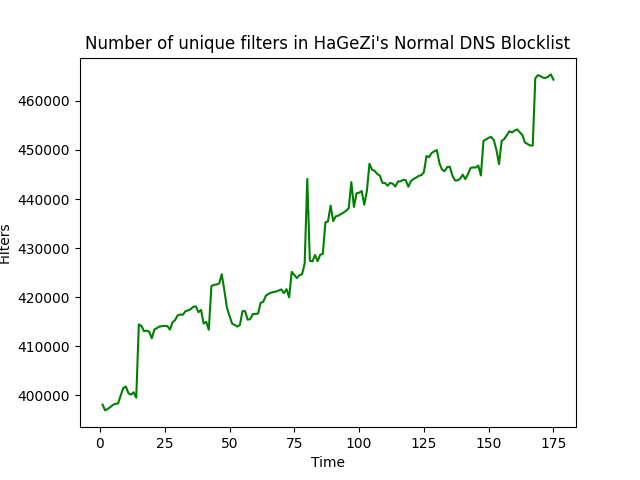 Number of unique filters in HaGeZi's Normal DNS Blocklist
460000
450000
440000
430000
420000
410000
400000
Filters
0 25 50 75 100 125 150 175
Time